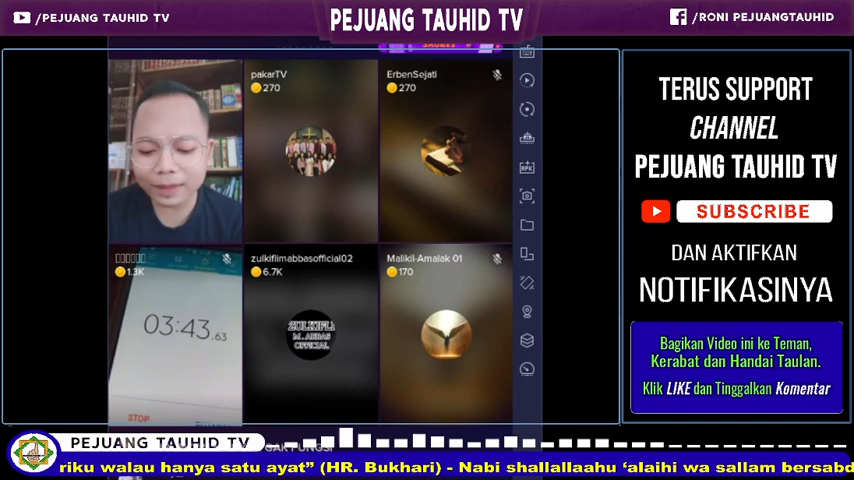 /PEJUANG TAUHID TV
PEJUANG TAUHID TV
/RONI PEJUANGTAUHID
pakarTV
270
ErbenSejati
270
1.3K
zulkiflimabbasofficial02
6.7K
Malikil-Amalak 01
170
03:43.63
STOP
ZULKIFLI
M. ABBAS
OFFICIAL
TERUS SUPPORT
CHANNEL
PEJUANG TAUHID TV
SUBSCRIBE
DAN AKTIFKAN
NOTIFIKASINYA
Bagikan Video ini ke Teman,
Kerabat dan Handai Taulan.
Klik LIKE dan Tinggalkan Komentar
PEJUANG TAUHID TV
riku walau hanya satu ayat” (HR. Bukhari) - Nabi shallallaahu ‘alaihi wa sallam bersabd